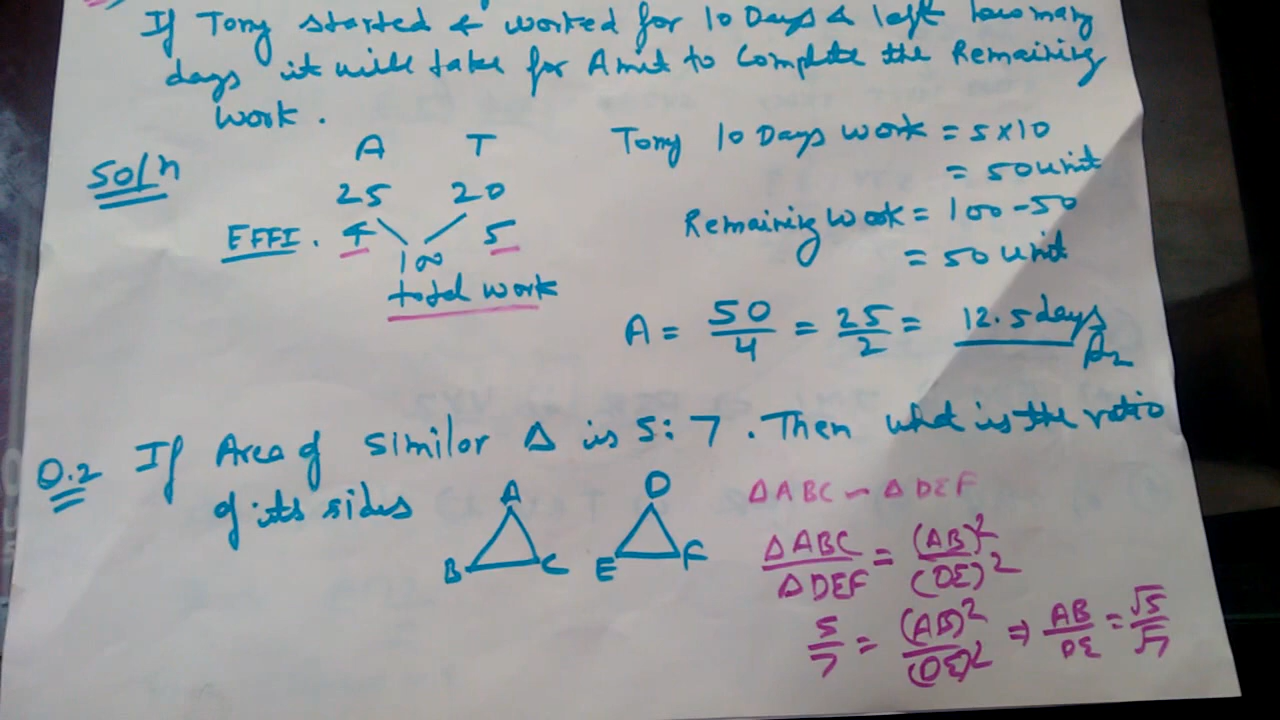 If Tony started & worked for 10 Days & left how many
days it will take for Amit to Complete the Remaining
work.
Soln
A T
25 20
EFFI. 4 5
100
total work
Tony 10 Days work = 5 x 10
= 50 unit
Remaining work = 100 - 50
= 50 unit
A = 50/4 = 25/2 = 12.5 days
Q.2 If Area of similar Δ is 5:7. Then what is the ratio
of its sides
A
B C
D
E F
Δ ABC ~ Δ DEF
Δ ABC/Δ DEF = (AB)²/(DE)²
5/7 = (AB)²/(DE)² ⇒ AB/DE = √5/√7